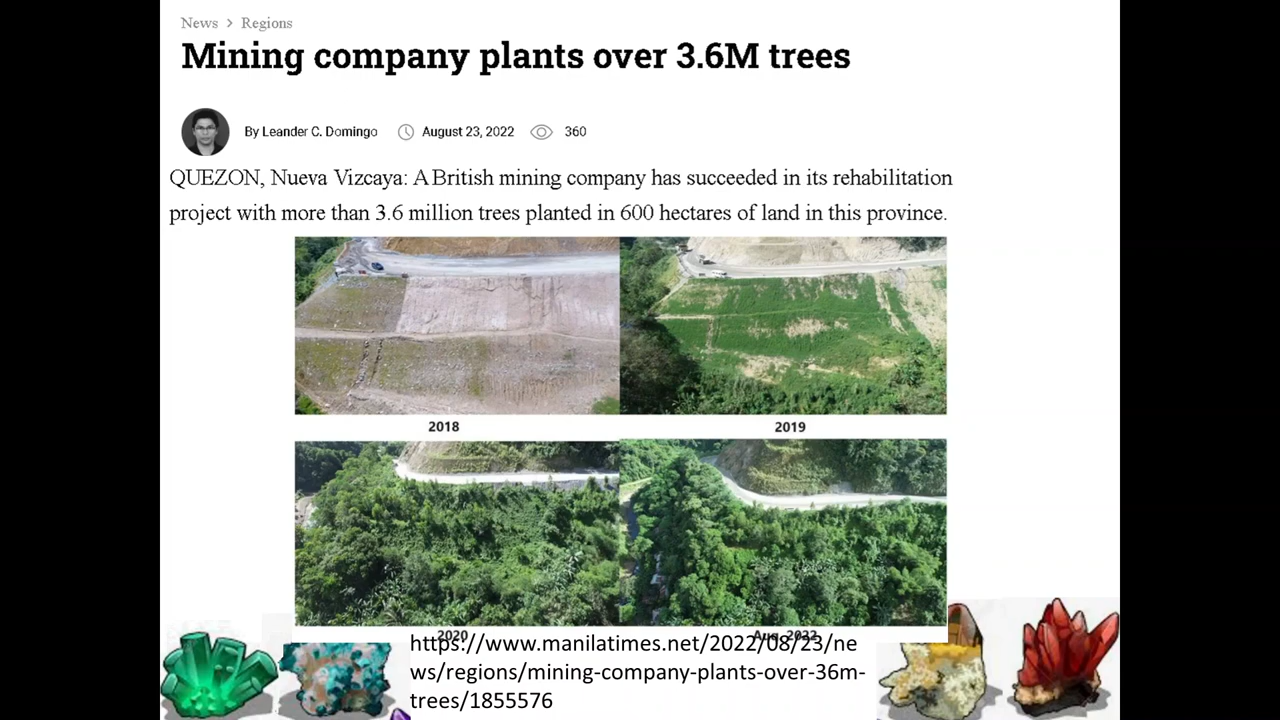 News > Regions
Mining company plants over 3.6M trees
By Leander C. Domingo August 23, 2022 360
QUEZON, Nueva Vizcaya: A British mining company has succeeded in its rehabilitation
project with more than 3.6 million trees planted in 600 hectares of land in this province.
2018 2019
2020 Aug. 2022
https://www.manilatimes.net/2022/08/23/ne
ws/regions/mining-company-plants-over-36m-
trees/1855576